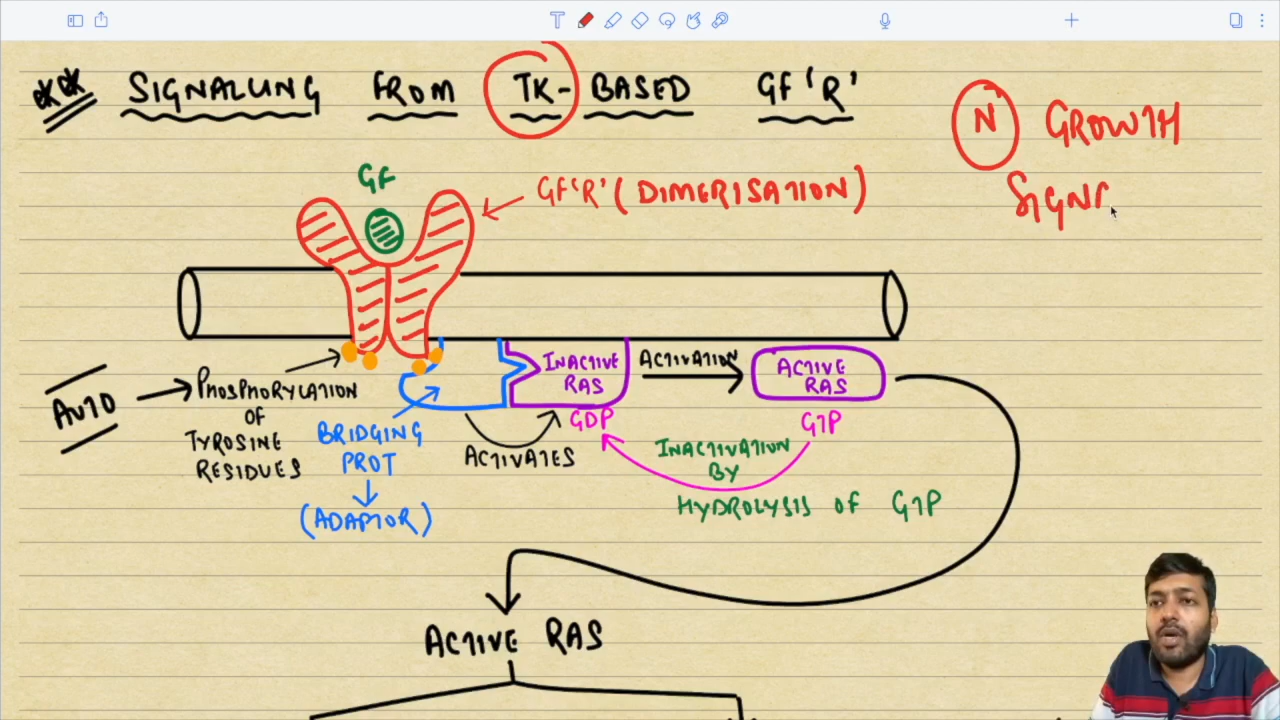 ** SIGNALLING FROM TK-BASED GF'R'
N GROWTH
SIGN
GF
GF'R' (DIMERISATION)
AUTO
PHOSPHORYLATION
OF
TYROSINE
RESIDUES
BRIDGING
PROT
(ADAPTOR)
ACTIVATES
INACTIVE
RAS
GDP
ACTIVATION
ACTIVE
RAS
GTP
INACTIVATION
BY
HYDROLYSIS OF GTP
ACTIVE RAS